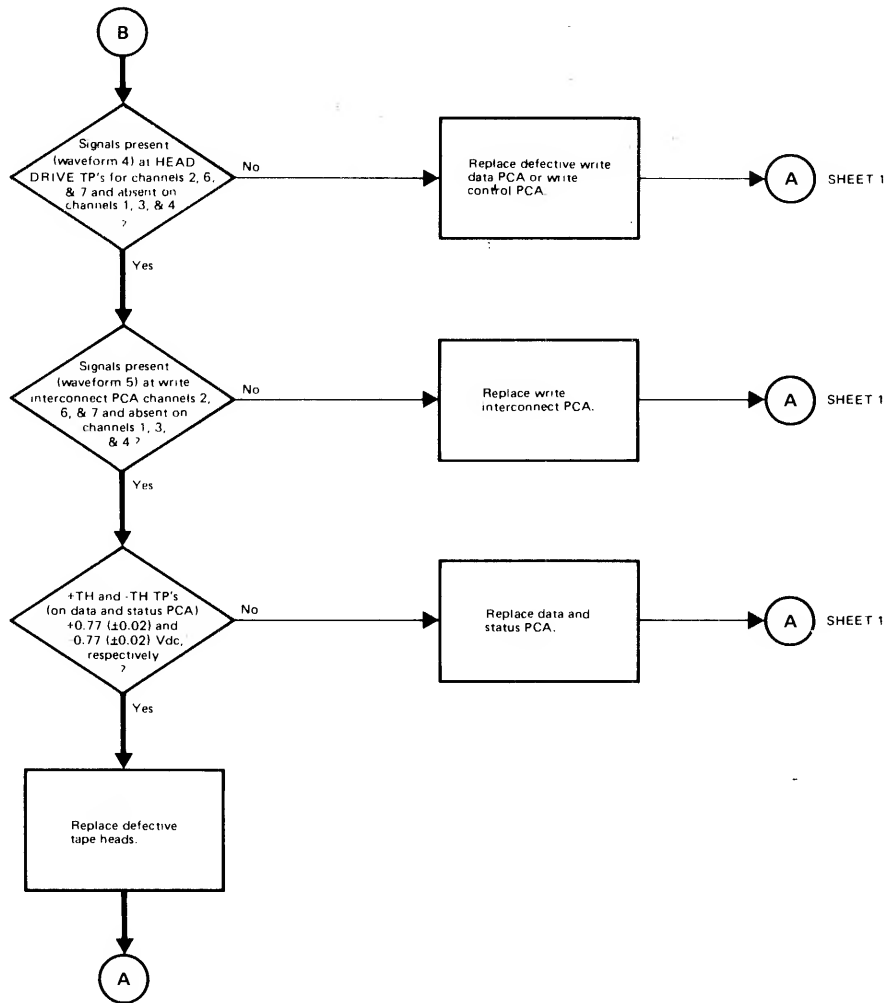 B
Signals present
(waveform 4) at HEAD
DRIVE TP's for channels 2, 6,
& 7 and absent on
channels 1, 3, & 4
?
No
Replace defective write
data PCA or write
control PCA.
A
SHEET 1
Yes
Signals present
(waveform 5) at write
interconnect PCA channels 2,
6, & 7 and absent on
channels 1, 3,
& 4 ?
No
Replace write
interconnect PCA.
A
SHEET 1
Yes
+TH and -TH TP's
(on data and status PCA)
+0.77 (±0.02) and
-0.77 (±0.02) Vdc,
respectively
?
No
Replace data and
status PCA.
A
SHEET 1
Yes
Replace defective
tape heads.
A